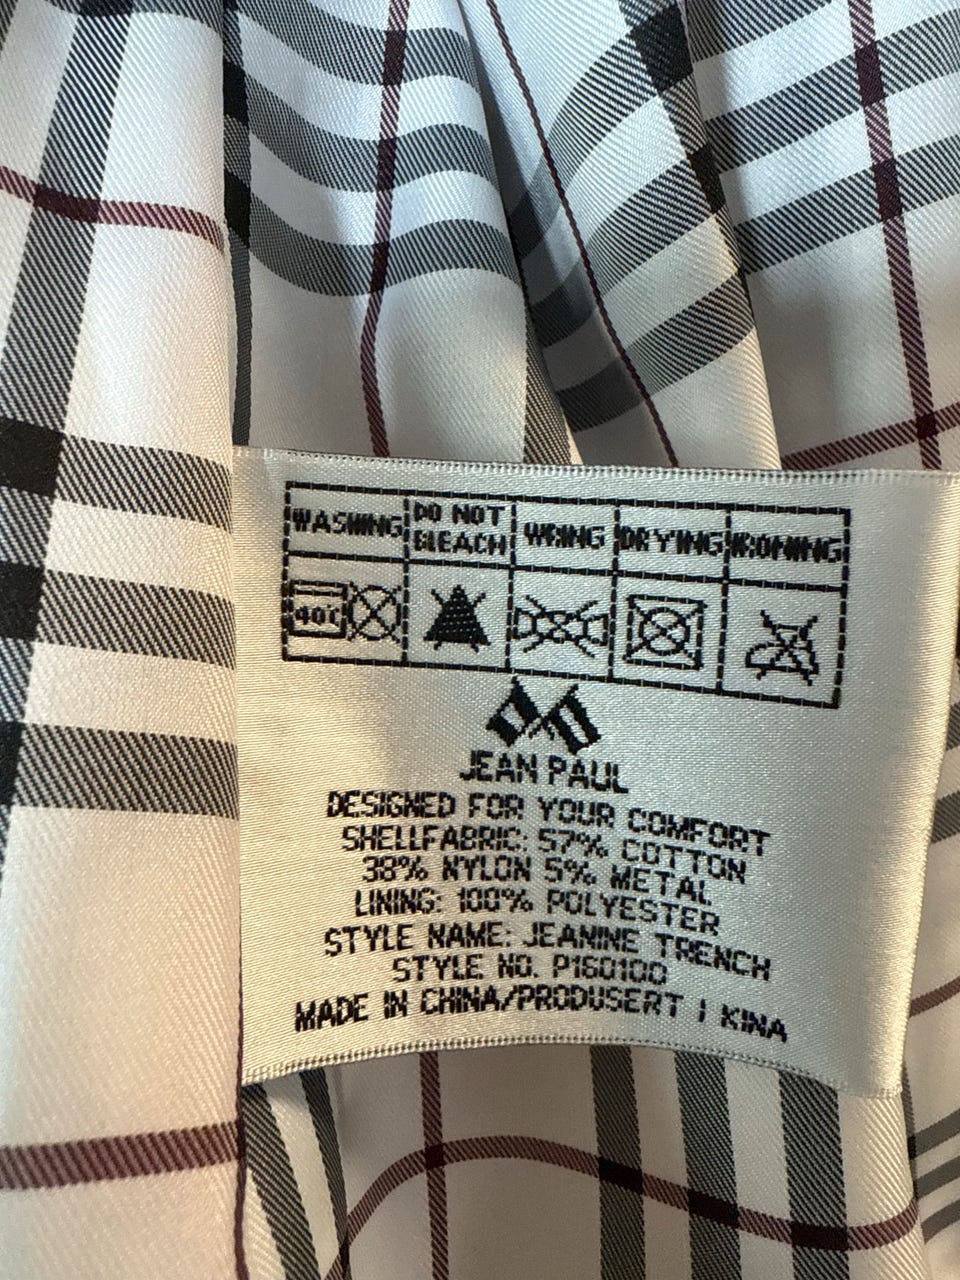 WASHING DO NOT BLEACH WRING DRYING IRONING
40C
JEAN PAUL
DESIGNED FOR YOUR COMFORT
SHELLFABRIC: 57% COTTON
38% NYLON 5% METAL
LINING: 100% POLYESTER
STYLE NAME: JEANINE TRENCH
STYLE NO. P160100
MADE IN CHINA/PRODUSERT I KINA